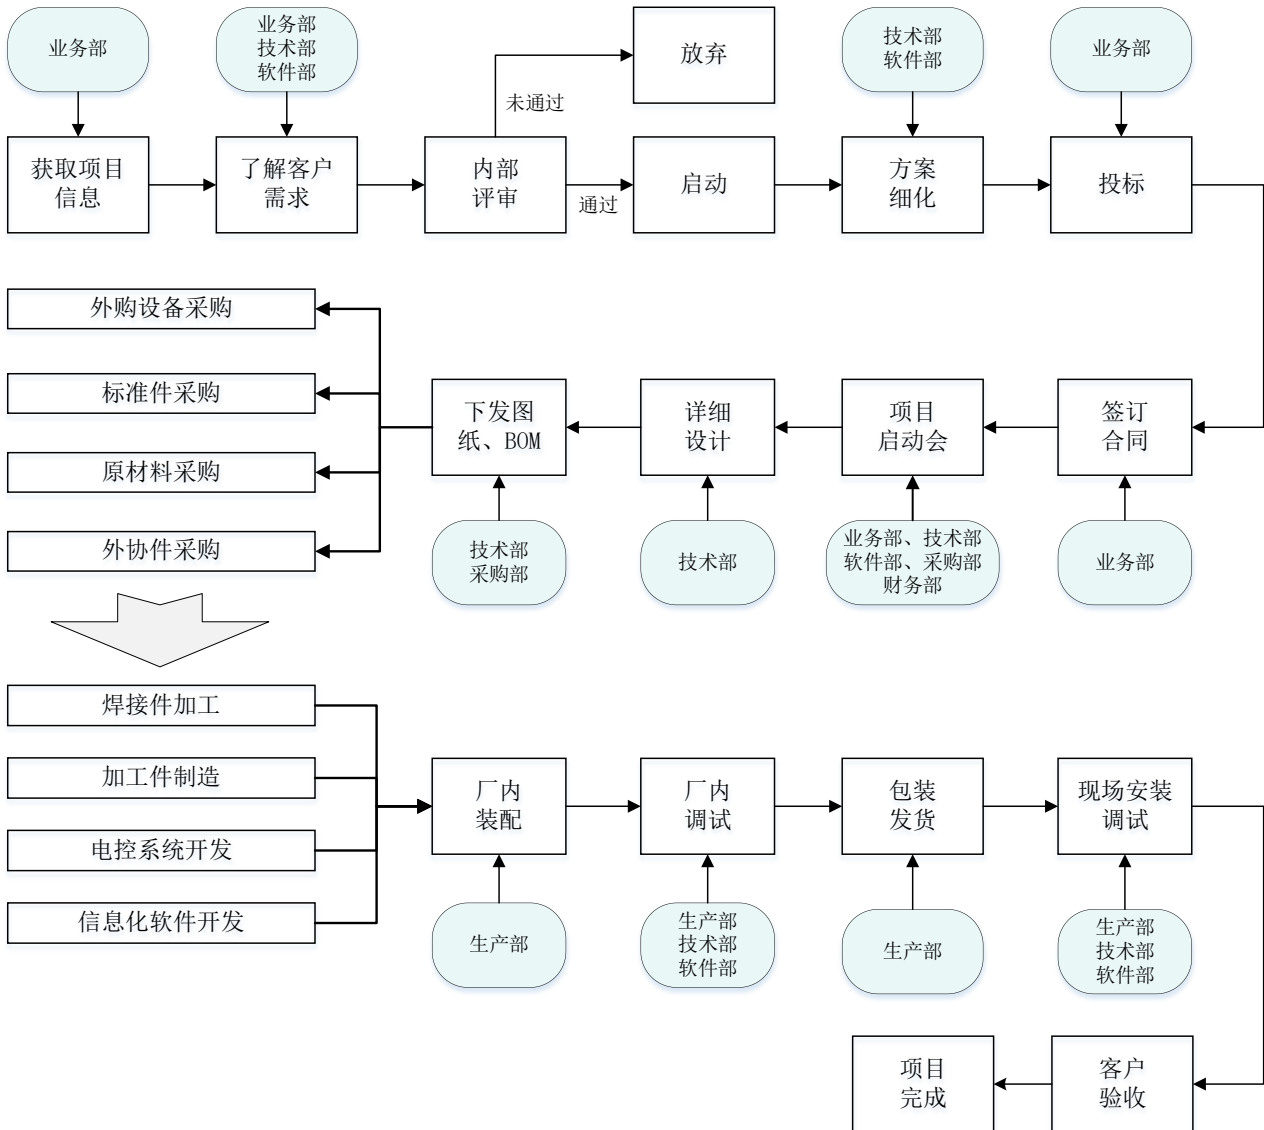 业务部
业务部
技术部
软件部
放弃
技术部
软件部
业务部
未通过
获取项目
信息
了解客户
需求
内部
评审
通过
启动
方案
细化
投标
外购设备采购
标准件采购
原材料采购
外协件采购
下发图
纸、BOM
详细
设计
项目
启动会
签订
合同
技术部
采购部
技术部
业务部、技术部
软件部、采购部
财务部
业务部
焊接件加工
加工件制造
电控系统开发
信息化软件开发
厂内
装配
厂内
调试
包装
发货
现场安装
调试
生产部
生产部
技术部
软件部
生产部
生产部
技术部
软件部
项目
完成
客户
验收